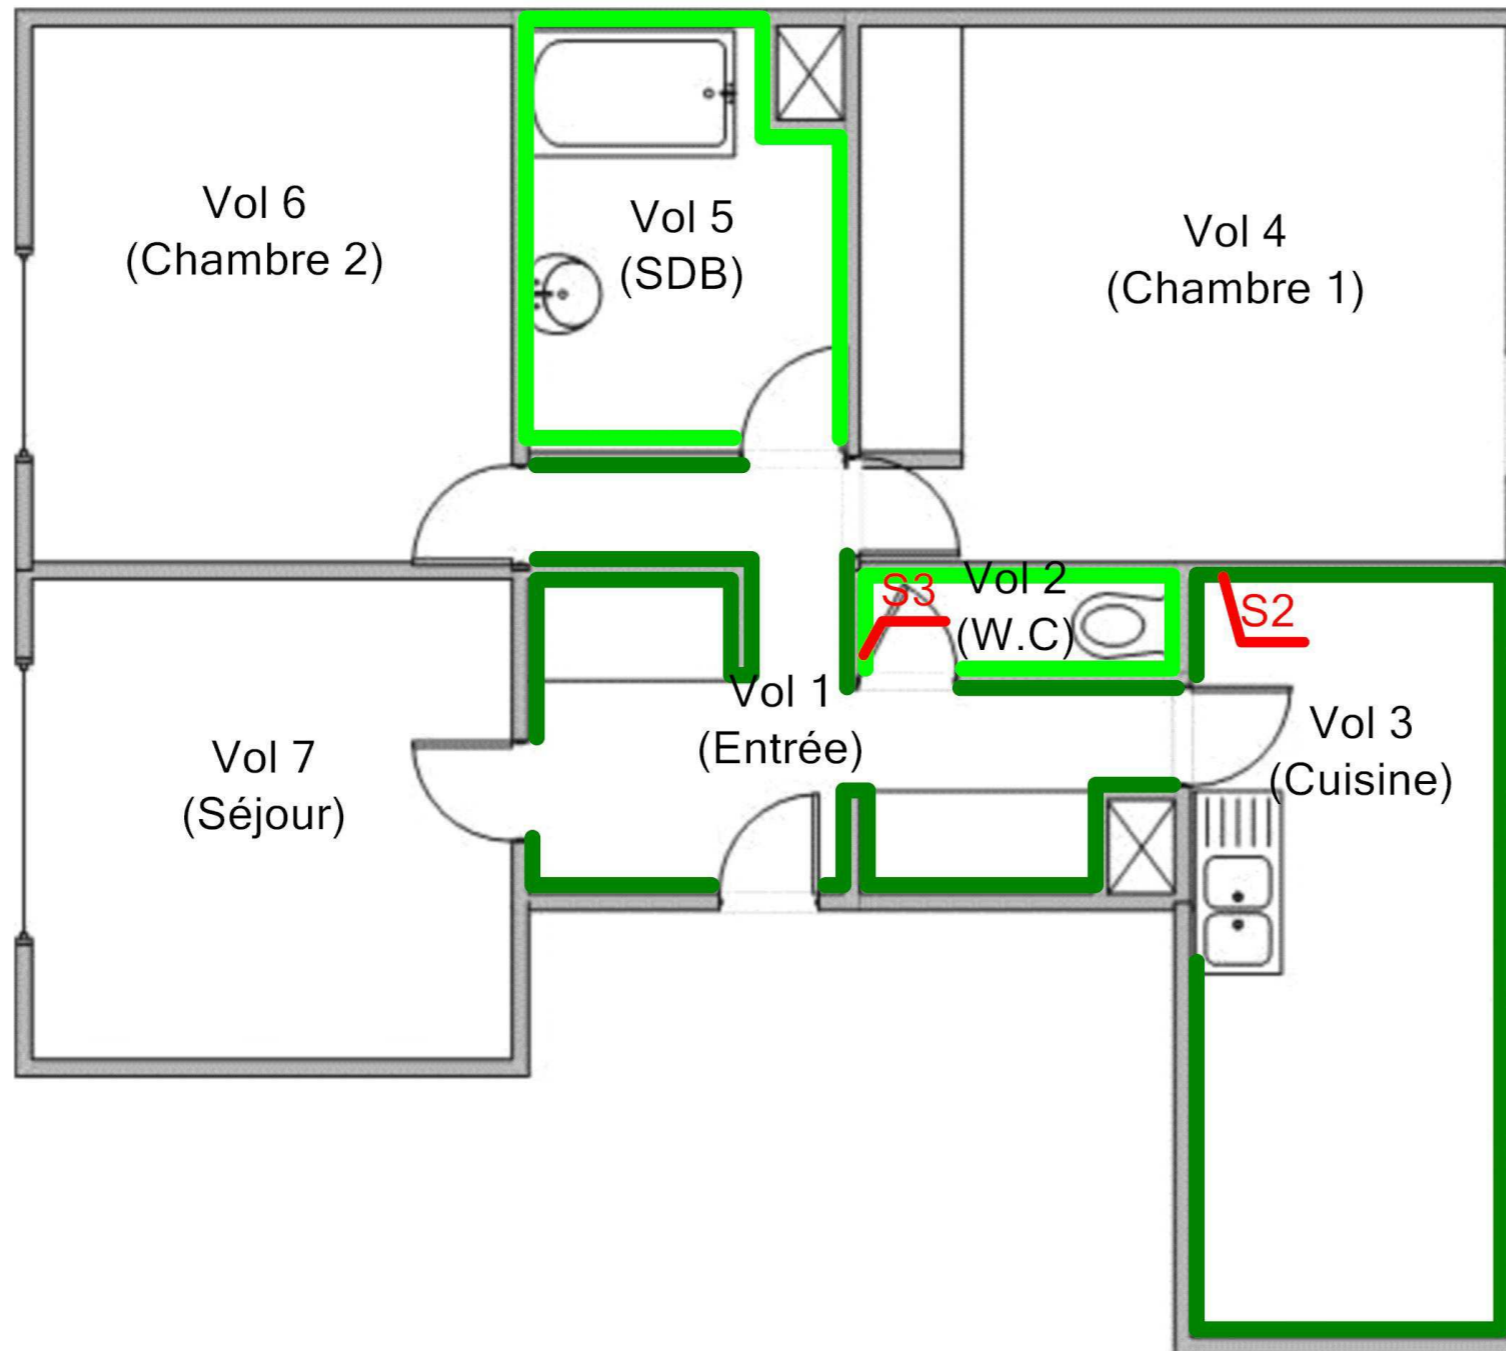 Vol 6
(Chambre 2)
Vol 5
(SDB)
Vol 4
(Chambre 1)
S3
Vol 2
(W.C)
S2
Vol 1
(Entrée)
Vol 3
(Cuisine)
Vol 7
(Séjour)